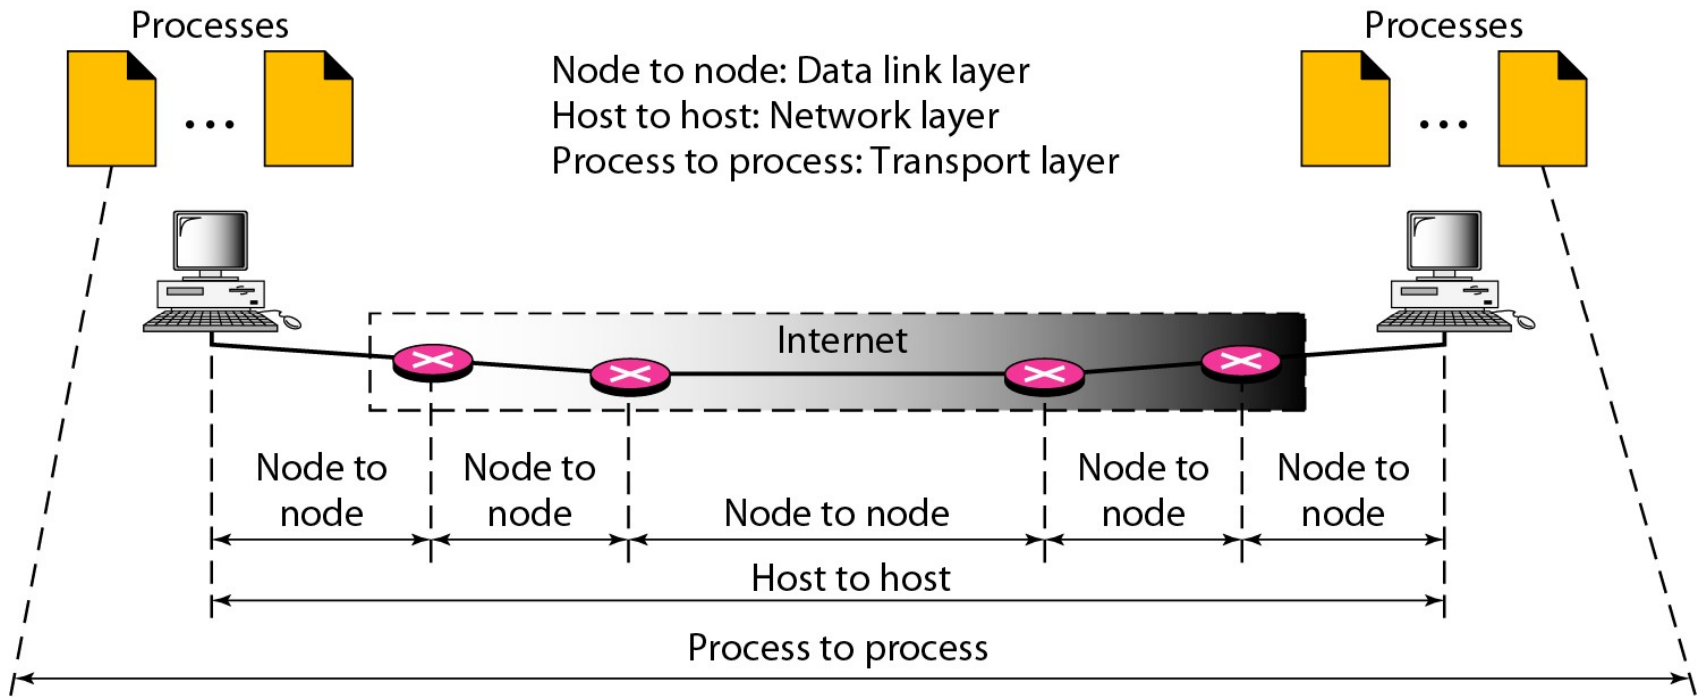 Processes
Processes
Node to node: Data link layer
Host to host: Network layer
Process to process: Transport layer
...
...
Internet
Node to
node
Node to
node
Node to node
Node to
node
Node to
node
Host to host
Process to process